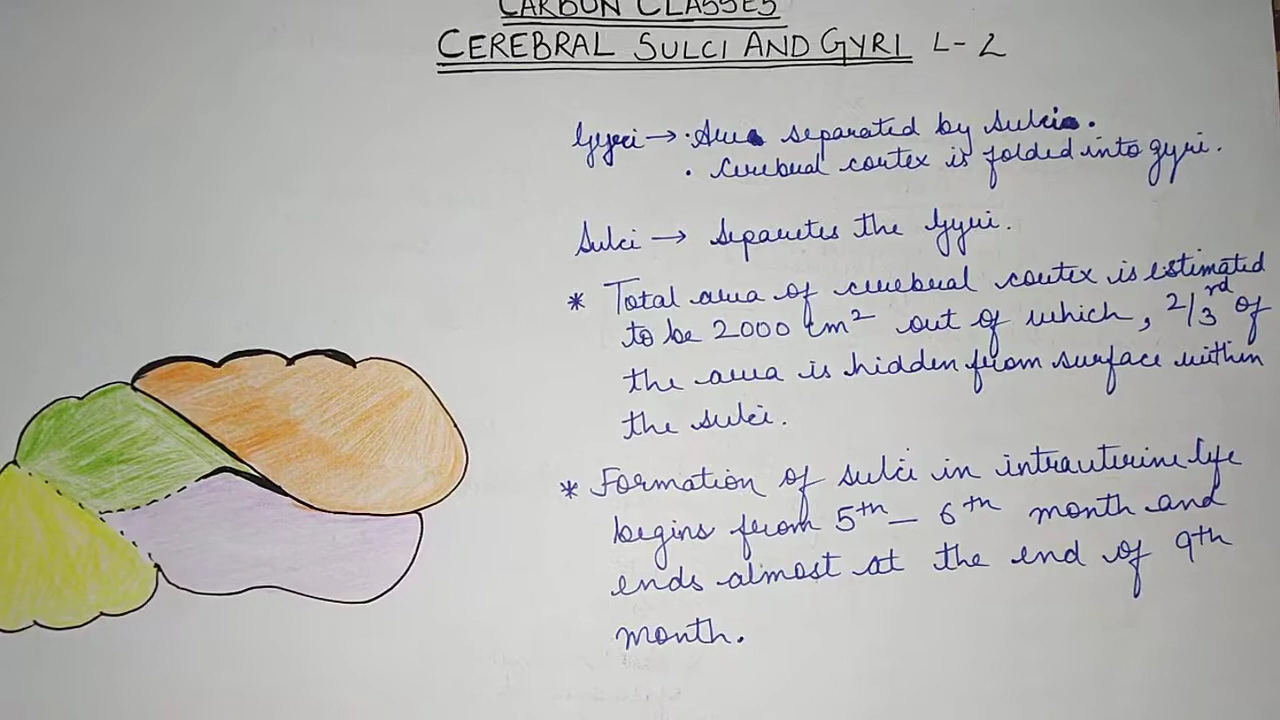 CARBON CLASSES
CEREBRAL SULCI AND GYRI L-2
Gyri → • Area separated by sulci.
• Cerebral cortex is folded into gyri.
Sulci → Separates the Gyri.
* Total area of cerebral cortex is estimated
to be 2000 cm² out of which, 2/3rd of
the area is hidden from surface within
the sulci.
* Formation of sulci in intrauterine life
begins from 5th - 6th month and
ends almost at the end of 9th
month.